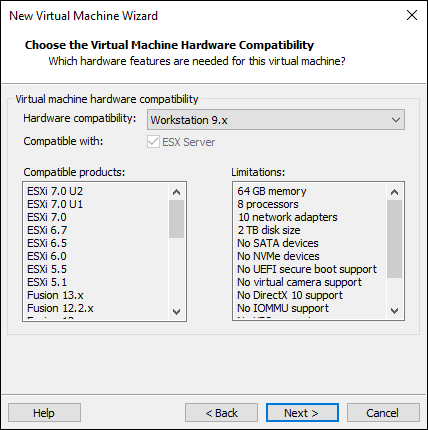 New Virtual Machine Wizard
Choose the Virtual Machine Hardware Compatibility
Which hardware features are needed for this virtual machine?
Virtual machine hardware compatibility
Hardware compatibility:
Workstation 9.x
Compatible with:
ESX Server
Compatible products:
ESXi 7.0 U2
ESXi 7.0 U1
ESXi 7.0
ESXi 6.7
ESXi 6.5
ESXi 6.0
ESXi 5.5
ESXi 5.1
Fusion 13.x
Fusion 12.2.x
Limitations:
64 GB memory
8 processors
10 network adapters
2 TB disk size
No SATA devices
No NVMe devices
No UEFI secure boot support
No virtual camera support
No DirectX 10 support
No IOMMU support
Help
< Back
Next >
Cancel